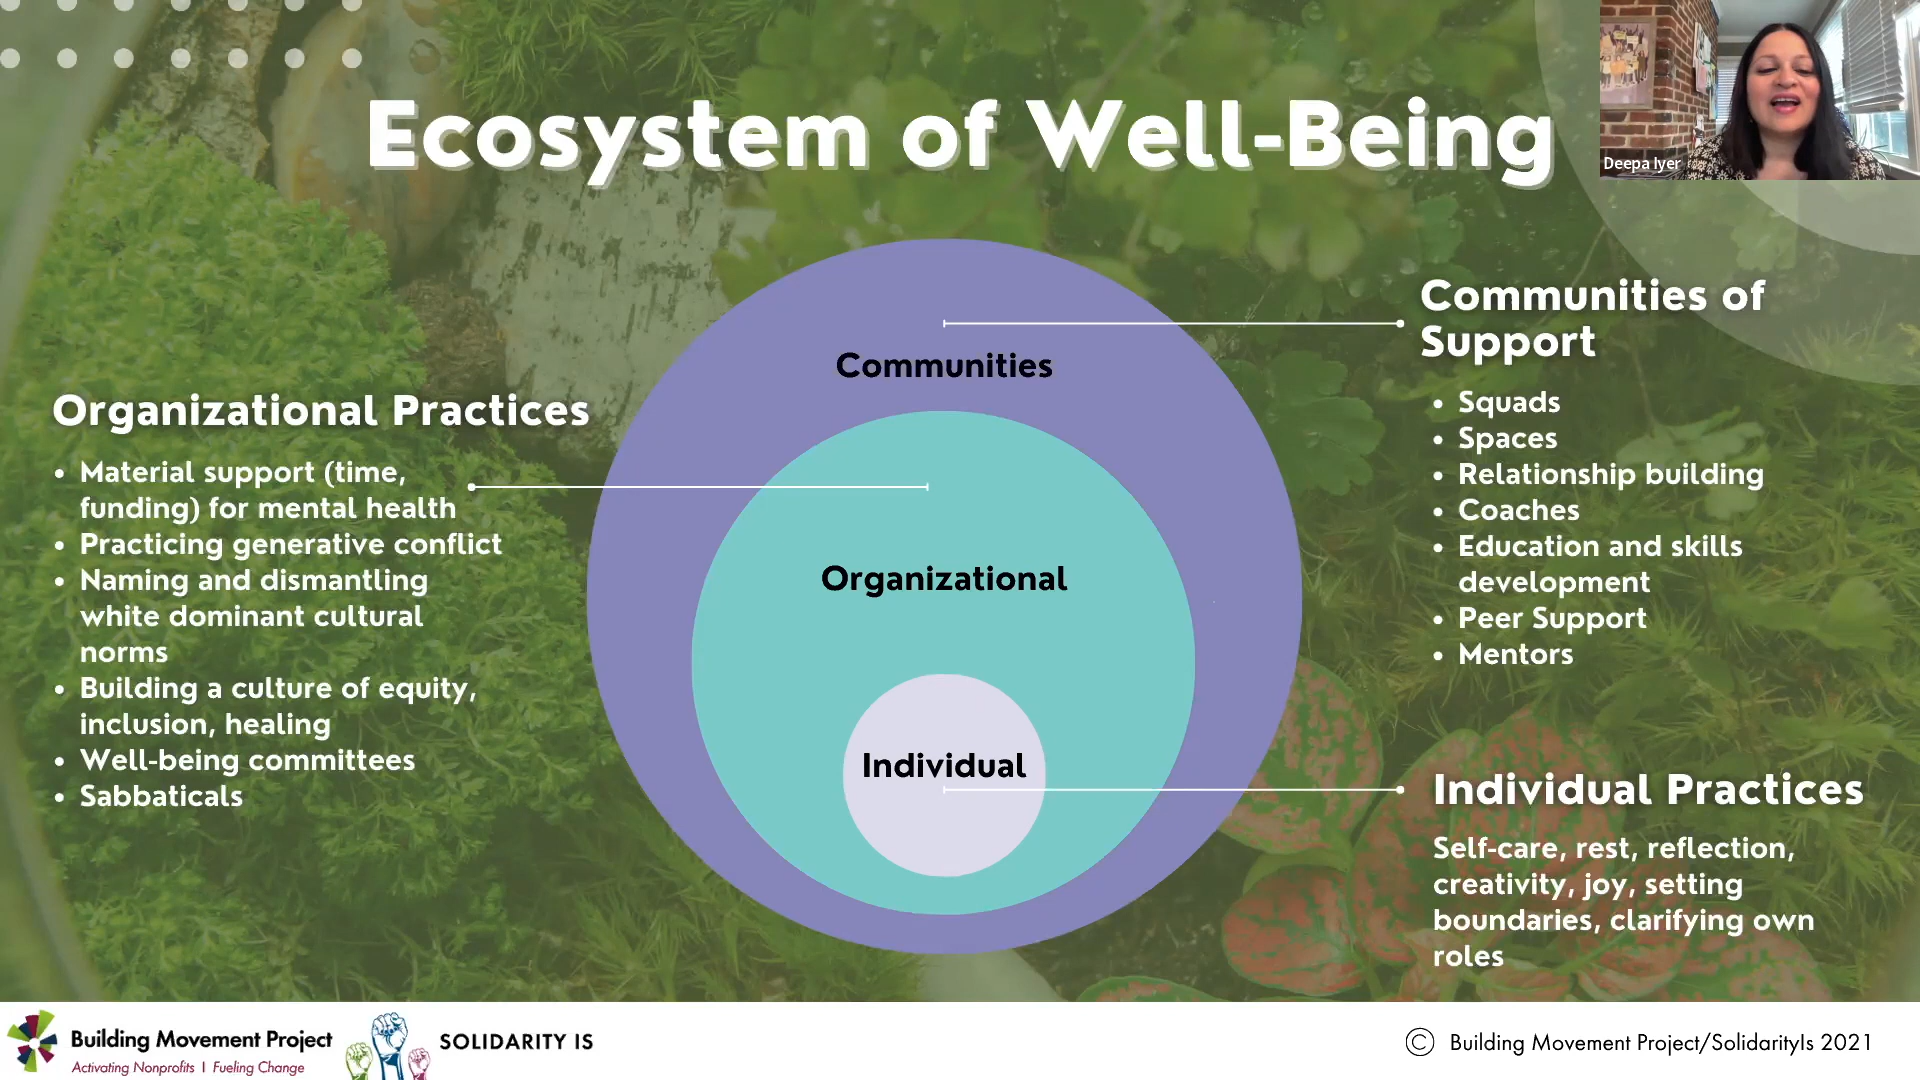 Ecosystem of Well-Being
Deepa Iyer
Communities
Organizational
Individual
Organizational Practices
• Material support (time,
funding) for mental health
• Practicing generative conflict
• Naming and dismantling
white dominant cultural
norms
• Building a culture of equity,
inclusion, healing
• Well-being committees
• Sabbaticals
Communities of
Support
• Squads
• Spaces
• Relationship building
• Coaches
• Education and skills
development
• Peer Support
• Mentors
Individual Practices
Self-care, rest, reflection,
creativity, joy, setting
boundaries, clarifying own
roles
Building Movement Project
Activating Nonprofits | Fueling Change
SOLIDARITY IS
© Building Movement Project/SolidarityIs 2021